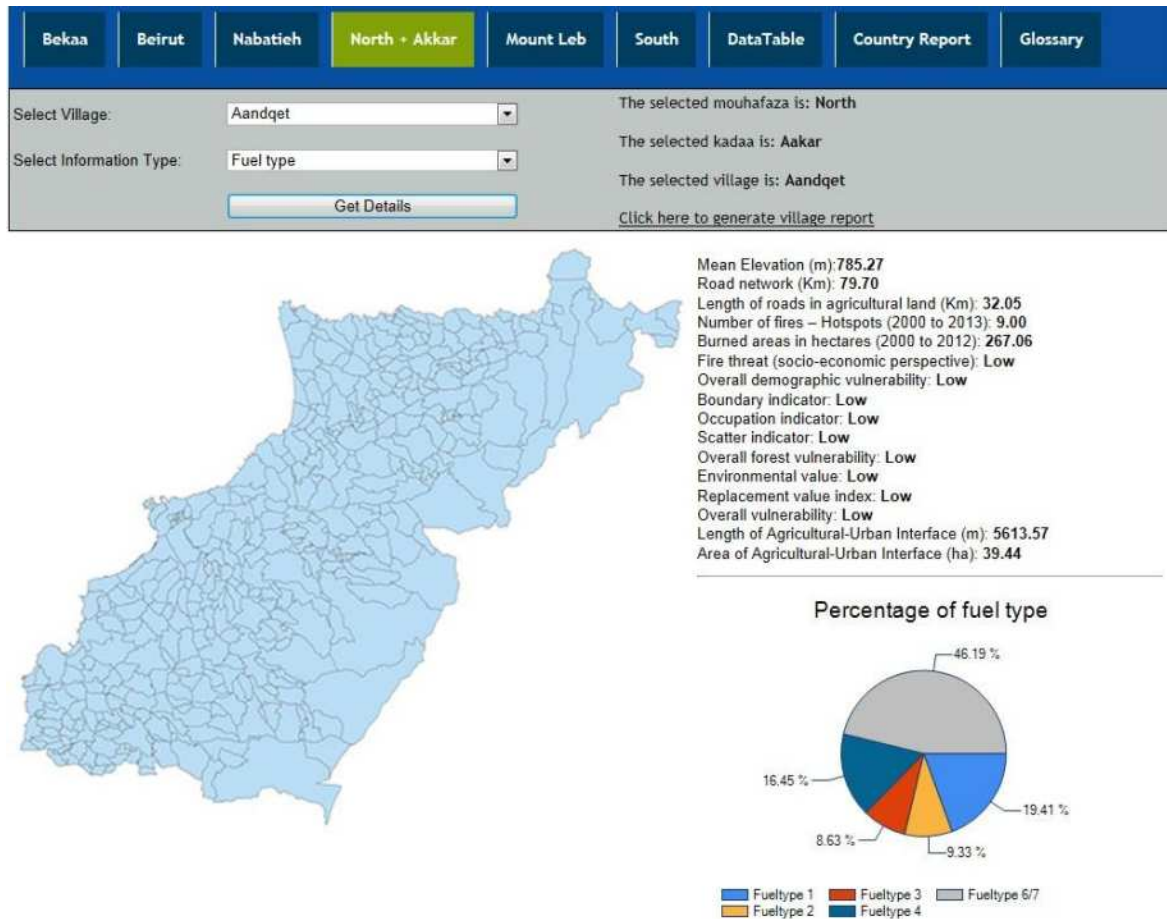 Bekaa Beirut Nabatieh North + Akkar Mount Leb South DataTable Country Report Glossary
Select Village: Aandqet
Select Information Type: Fuel type
Get Details
The selected mouhafaza is: North
The selected kadaa is: Aakar
The selected village is: Aandqet
Click here to generate village report
Mean Elevation (m):785.27
Road network (Km): 79.70
Length of roads in agricultural land (Km): 32.05
Number of fires – Hotspots (2000 to 2013): 9.00
Burned areas in hectares (2000 to 2012): 267.06
Fire threat (socio-economic perspective): Low
Overall demographic vulnerability: Low
Boundary indicator: Low
Occupation indicator: Low
Scatter indicator: Low
Overall forest vulnerability: Low
Environmental value: Low
Replacement value index: Low
Overall vulnerability: Low
Length of Agricultural-Urban Interface (m): 5613.57
Area of Agricultural-Urban Interface (ha): 39.44
Percentage of fuel type
46.19 %
16.45 %
19.41 %
8.63 %
9.33 %
Fueltype 1 Fueltype 3 Fueltype 6/7
Fueltype 2 Fueltype 4